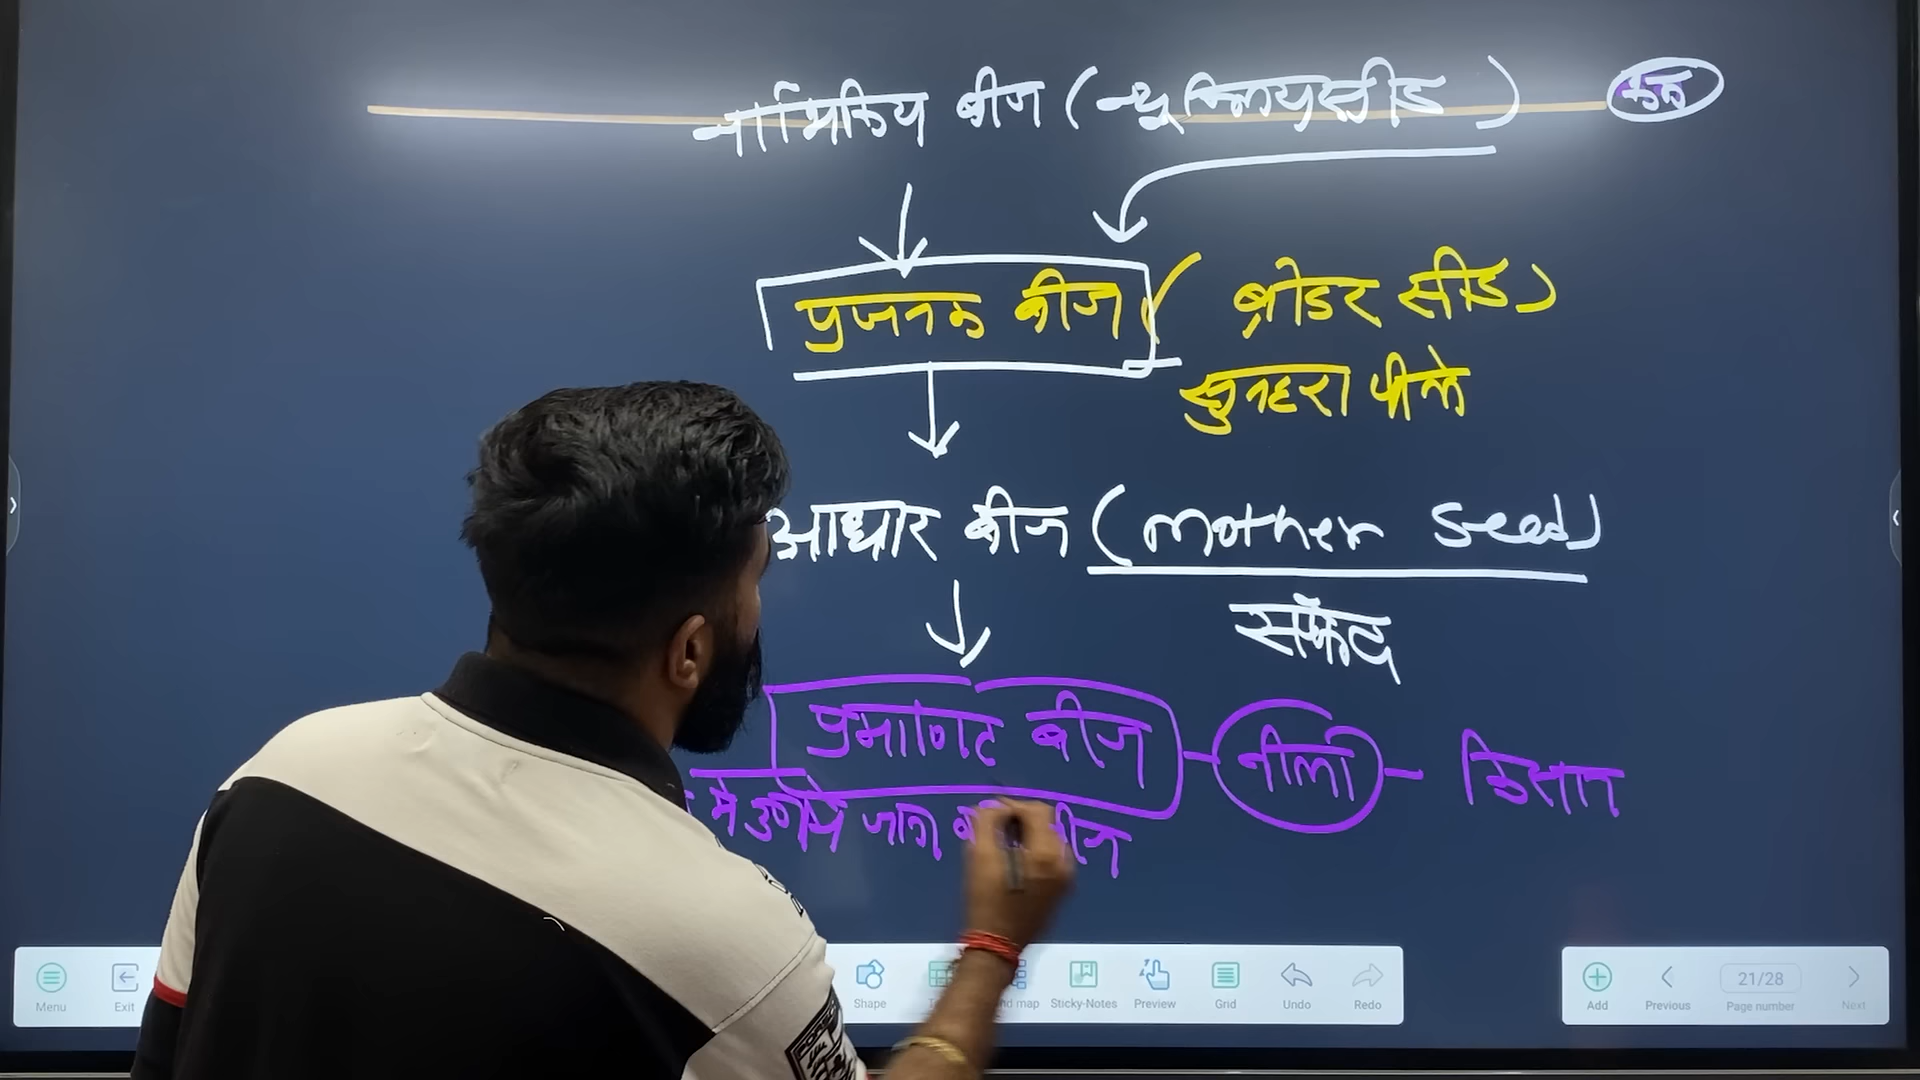 नाभिकिय बीज (न्यूक्लियस सीड)
प्रजनक बीज ( ब्रीडर सीड)
सुनहरा पीले
आधार बीज (mother seed)
सफेद
प्रमाणित बीज - नीला - किसान
में उगाये जाने बीज
Menu Exit Shape Sticky-Notes Preview Grid Undo Redo
Add Previous 21/28 Page number Next